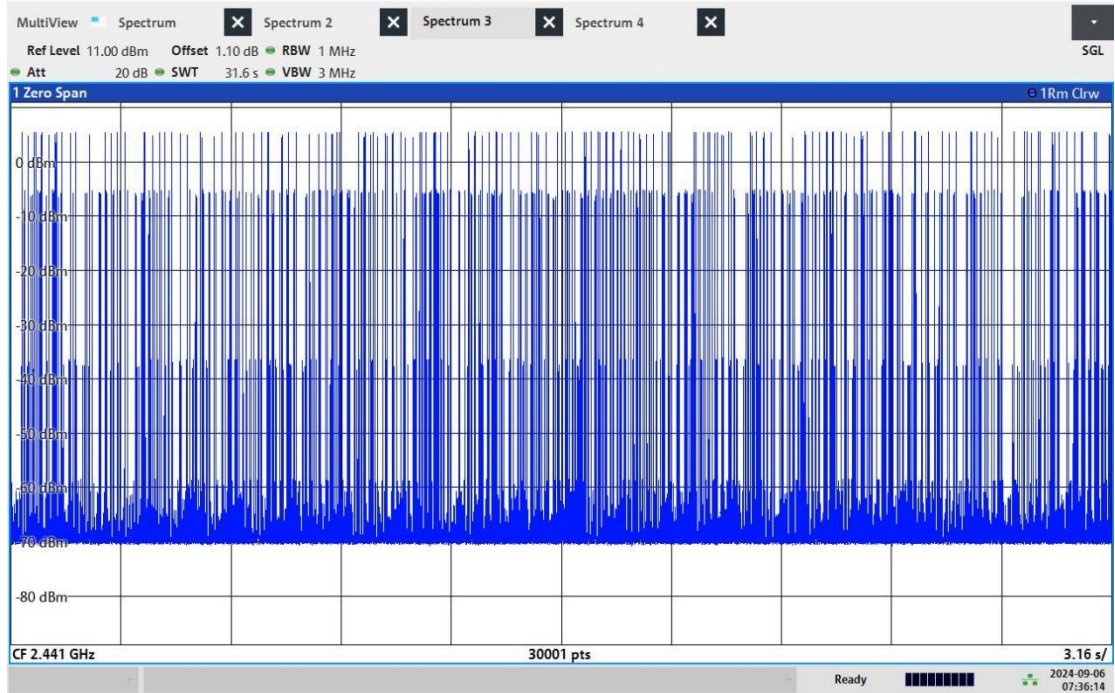 MultiView Spectrum Spectrum 2 Spectrum 3 Spectrum 4
Ref Level 11.00 dBm Offset 1.10 dB RBW 1 MHz SGL
Att 20 dB SWT 31.6 s VBW 3 MHz
1 Zero Span 1Rm Clrw
0 dBm
-10 dBm
-20 dBm
-30 dBm
-40 dBm
-50 dBm
-60 dBm
-70 dBm
-80 dBm
CF 2.441 GHz 30001 pts 3.16 s/
Ready 2024-09-06
07:36:14